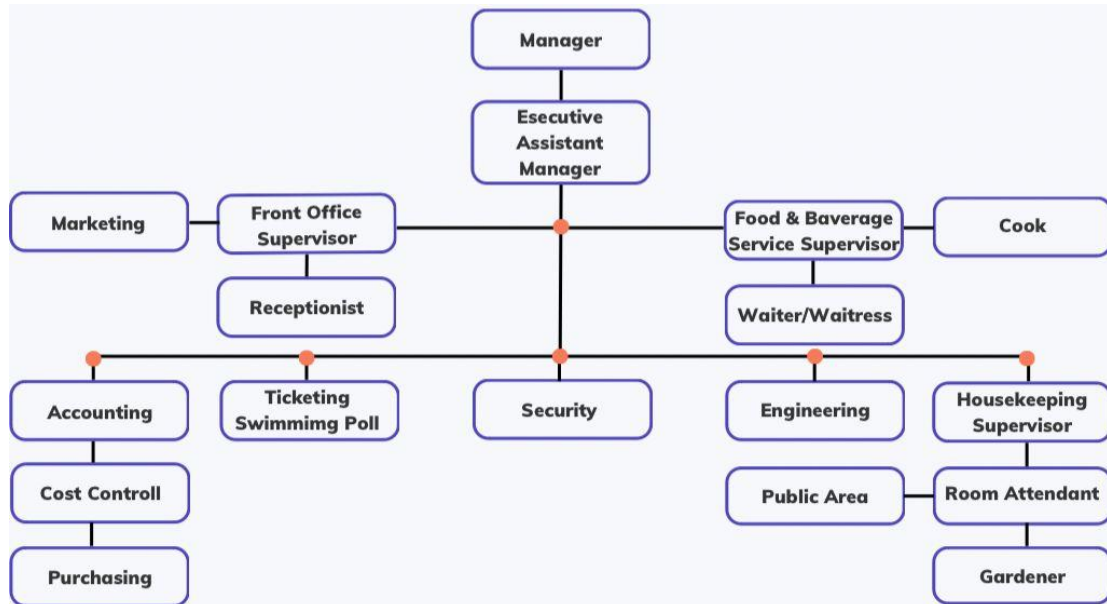 Manager
Esecutive
Assistant
Manager
Marketing
Front Office
Supervisor
Food & Baverage
Service Supervisor
Cook
Receptionist
Waiter/Waitress
Accounting
Ticketing
Swimmimg Poll
Security
Engineering
Housekeeping
Supervisor
Cost Controll
Public Area
Room Attendant
Purchasing
Gardener